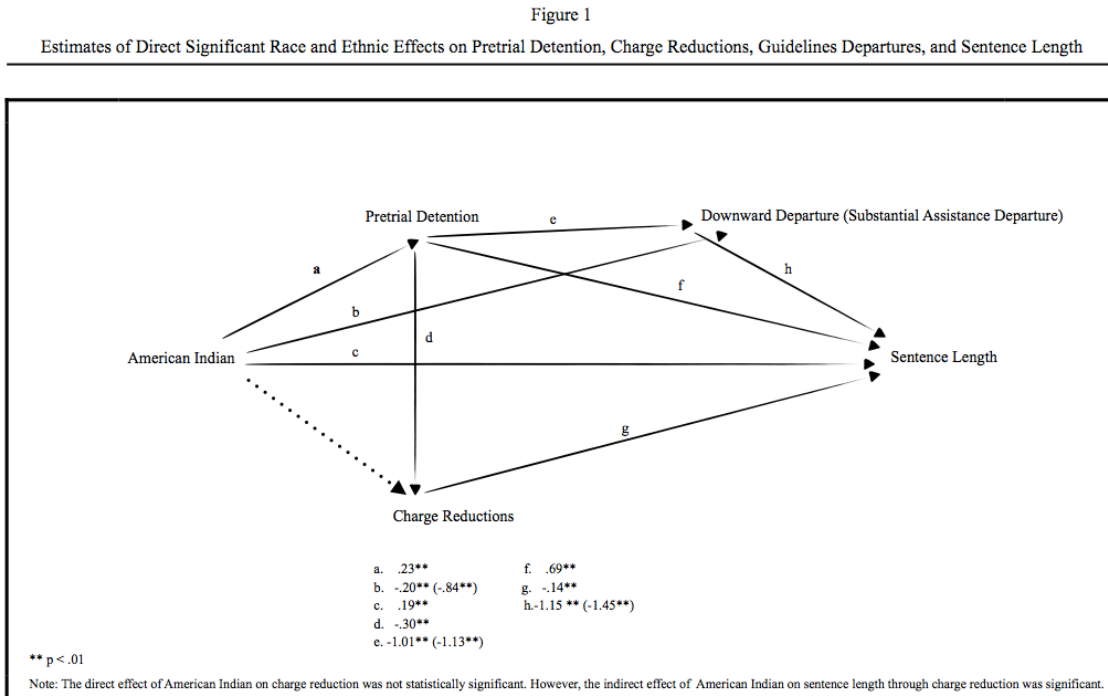 Figure 1
Estimates of Direct Significant Race and Ethnic Effects on Pretrial Detention, Charge Reductions, Guidelines Departures, and Sentence Length
Pretrial Detention
e
Downward Departure (Substantial Assistance Departure)
a
h
f
b
d
American Indian
c
Sentence Length
g
Charge Reductions
a. .23**
f. .69**
b. -.20** (-.84**)
g. -.14**
c. .19**
h.-1.15 ** (-1.45**)
d. -.30**
e. -1.01** (-1.13**)
** p < .01
Note: The direct effect of American Indian on charge reduction was not statistically significant. However, the indirect effect of American Indian on sentence length through charge reduction was significant.